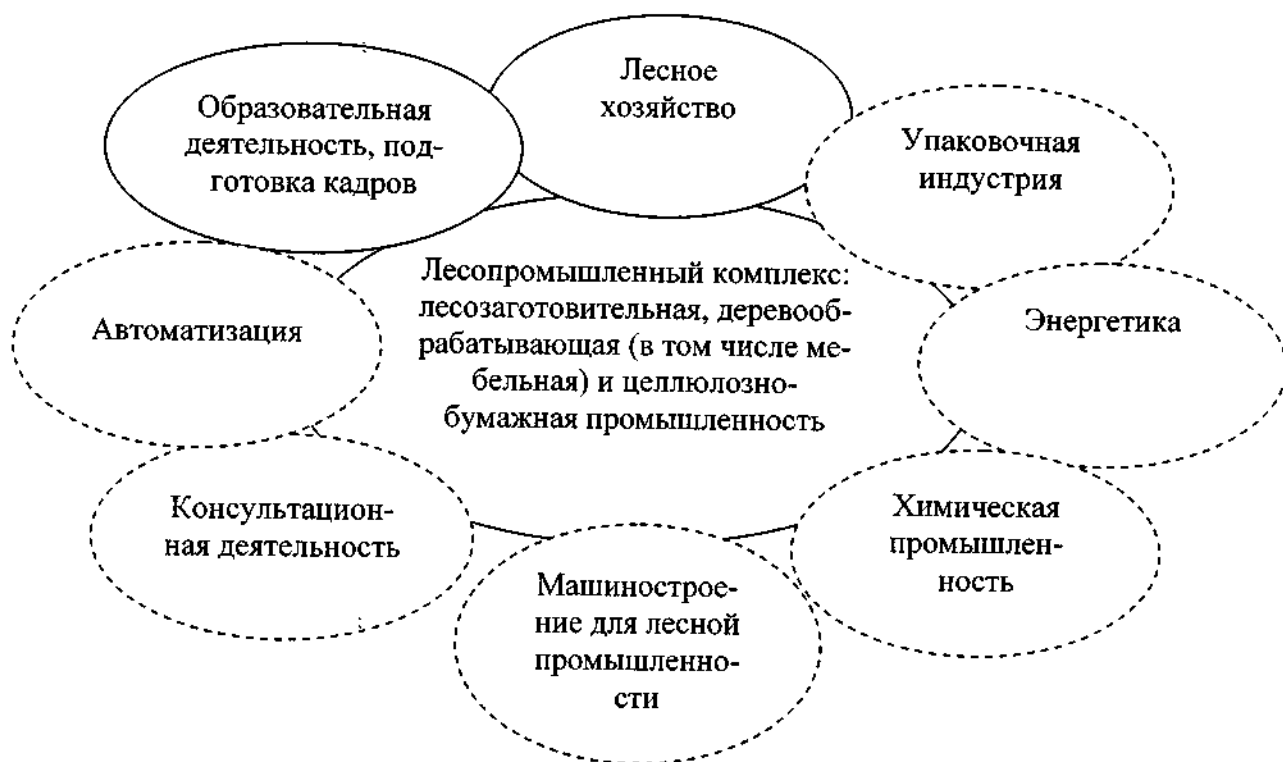 Лесное
хозяйство
Образовательная
деятельность, под-
готовка кадров
Упаковочная
индустрия
Лесопромышленный комплекс:
лесозаготовительная, деревооб-
рабатывающая (в том числе ме-
бельная) и целлюлозно-
бумажная промышленность
Автоматизация
Энергетика
Консультацион-
ная деятельность
Химическая
промышлен-
ность
Машинострое-
ние для лесной
промышленно-
сти